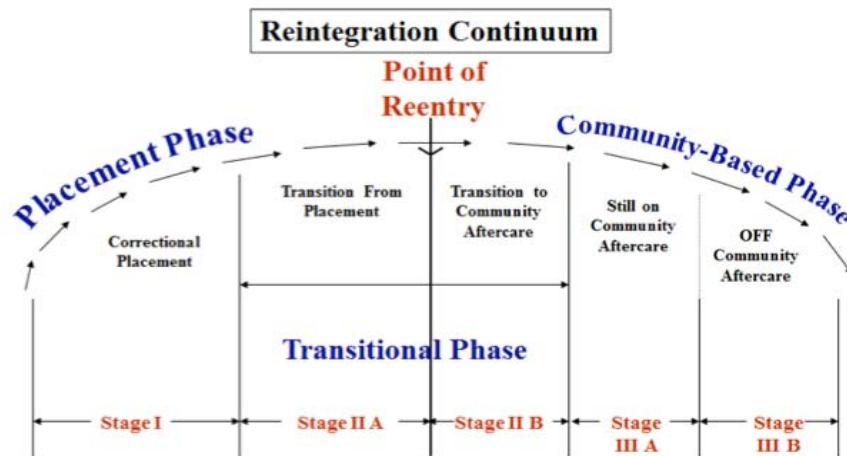 Reintegration Continuum
Point of
Reentry
Placement Phase
Community-Based Phase
Correctional
Placement
Transition From
Placement
Transition to
Community
Aftercare
Still on
Community
Aftercare
OFF
Community
Aftercare
Transitional Phase
Stage I
Stage II A
Stage II B
Stage
III A
Stage
III B